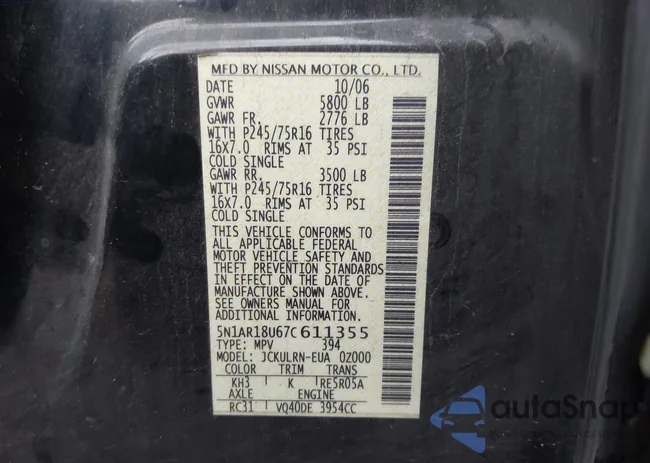 MFD BY NISSAN MOTOR CO., LTD.
DATE 10/06
GVWR 5800 LB
GAWR FR. 2776 LB
WITH P245/75R16 TIRES
16X7.0 RIMS AT 35 PSI
COLD SINGLE
GAWR RR. 3500 LB
WITH P245/75R16 TIRES
16X7.0 RIMS AT 35 PSI
COLD SINGLE
THIS VEHICLE CONFORMS TO
ALL APPLICABLE FEDERAL
MOTOR VEHICLE SAFETY AND
THEFT PREVENTION STANDARDS
IN EFFECT ON THE DATE OF
MANUFACTURE SHOWN ABOVE.
SEE OWNERS MANUAL FOR
ADDITIONAL INFORMATION.
5N1AR18U67C611355
TYPE: MPV 394
MODEL: JCKULRN-EUA 0Z000
COLOR TRIM TRANS
KH3 K RE5R05A
AXLE ENGINE
RC31 VQ40DE 3954CC
autoSnap